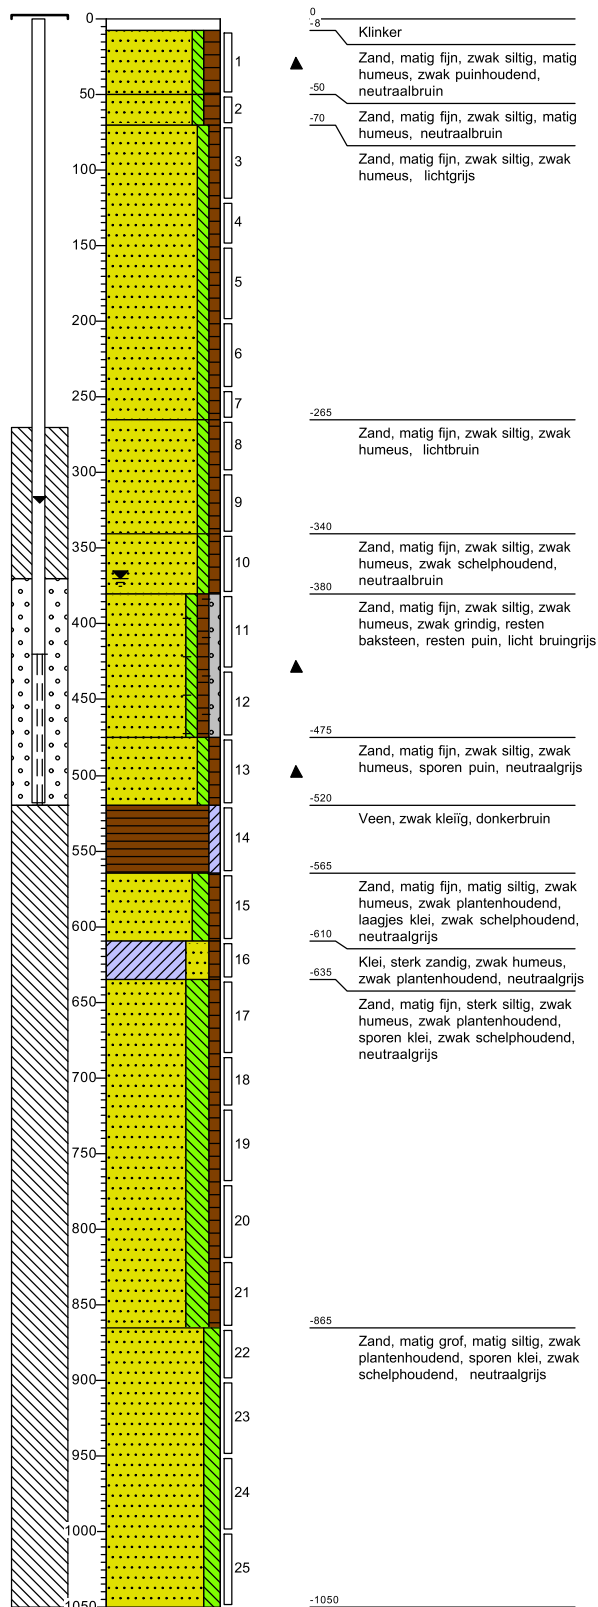 0
-8
Klinker
Zand, matig fijn, zwak siltig, matig
humeus, zwak puinhoudend,
neutraalbruin
-50
Zand, matig fijn, zwak siltig, matig
humeus, neutraalbruin
-70
Zand, matig fijn, zwak siltig, zwak
humeus, lichtgrijs
-265
Zand, matig fijn, zwak siltig, zwak
humeus, lichtbruin
-340
Zand, matig fijn, zwak siltig, zwak
humeus, zwak schelphoudend,
neutraalbruin
-380
Zand, matig fijn, zwak siltig, zwak
humeus, zwak grindig, resten
baksteen, resten puin, licht bruingrijs
-475
Zand, matig fijn, zwak siltig, zwak
humeus, sporen puin, neutraalgrijs
-520
Veen, zwak kleiïg, donkerbruin
-565
Zand, matig fijn, matig siltig, zwak
humeus, zwak plantenhoudend,
laagjes klei, zwak schelphoudend,
neutraalgrijs
-610
Klei, sterk zandig, zwak humeus,
zwak plantenhoudend, neutraalgrijs
-635
Zand, matig fijn, sterk siltig, zwak
humeus, zwak plantenhoudend,
sporen klei, zwak schelphoudend,
neutraalgrijs
-865
Zand, matig grof, matig siltig, zwak
plantenhoudend, sporen klei, zwak
schelphoudend, neutraalgrijs
-1050
0
50
100
150
200
250
300
350
400
450
500
550
600
650
700
750
800
850
900
950
1000
1050
1
2
3
4
5
6
7
8
9
10
11
12
13
14
15
16
17
18
19
20
21
22
23
24
25